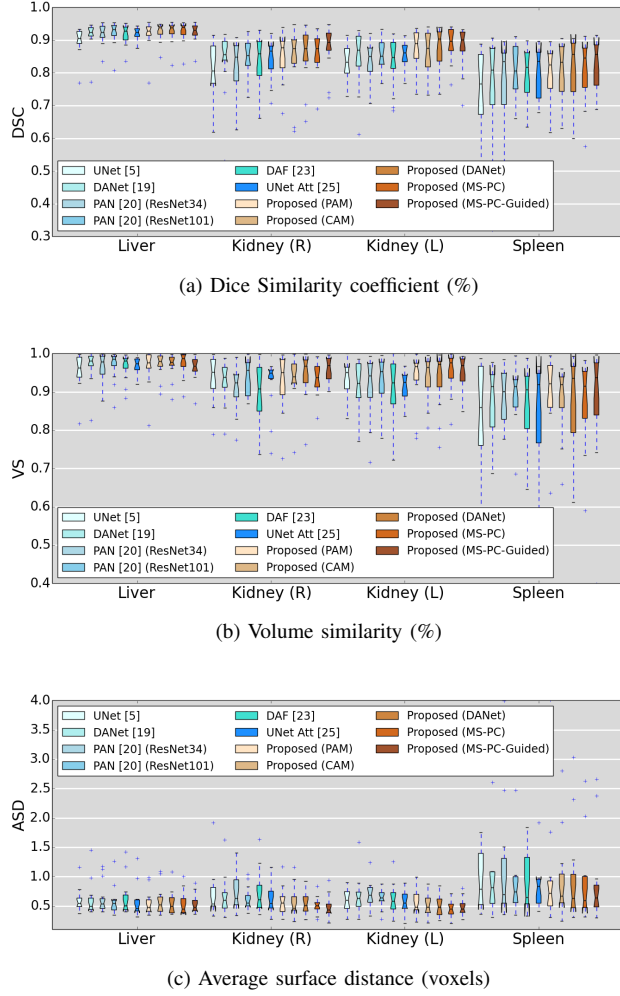 1.0
0.9
0.8
0.7
0.6
0.5
0.4
0.3
DSC
UNet [5]
DANet [19]
PAN [20] (ResNet34)
PAN [20] (ResNet101)
DAF [23]
UNet Att [25]
Proposed (PAM)
Proposed (CAM)
Proposed (DANet)
Proposed (MS-PC)
Proposed (MS-PC-Guided)
Liver Kidney (R) Kidney (L) Spleen
(a) Dice Similarity coefficient (%)
1.0
0.9
0.8
0.7
0.6
0.5
0.4
VS
UNet [5]
DANet [19]
PAN [20] (ResNet34)
PAN [20] (ResNet101)
DAF [23]
UNet Att [25]
Proposed (PAM)
Proposed (CAM)
Proposed (DANet)
Proposed (MS-PC)
Proposed (MS-PC-Guided)
Liver Kidney (R) Kidney (L) Spleen
(b) Volume similarity (%)
4.0
3.5
3.0
2.5
2.0
1.5
1.0
0.5
ASD
UNet [5]
DANet [19]
PAN [20] (ResNet34)
PAN [20] (ResNet101)
DAF [23]
UNet Att [25]
Proposed (PAM)
Proposed (CAM)
Proposed (DANet)
Proposed (MS-PC)
Proposed (MS-PC-Guided)
Liver Kidney (R) Kidney (L) Spleen
(c) Average surface distance (voxels)